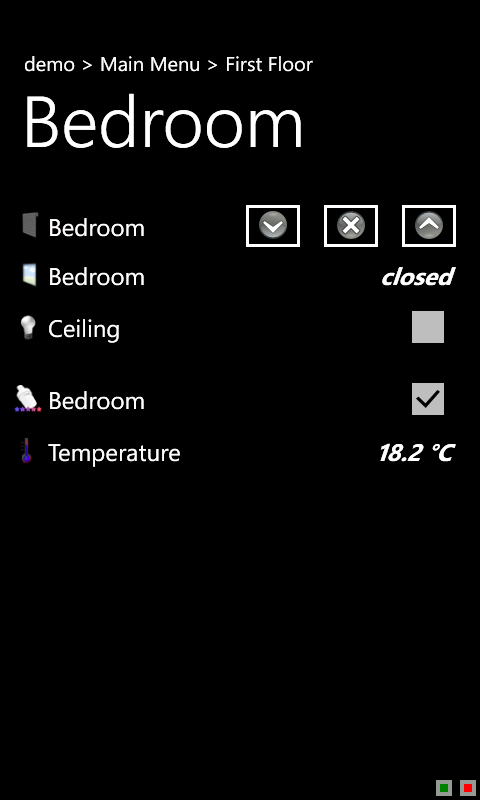 demo > Main Menu > First Floor
Bedroom
Bedroom
Bedroom closed
Ceiling
Bedroom
Temperature 18.2 °C